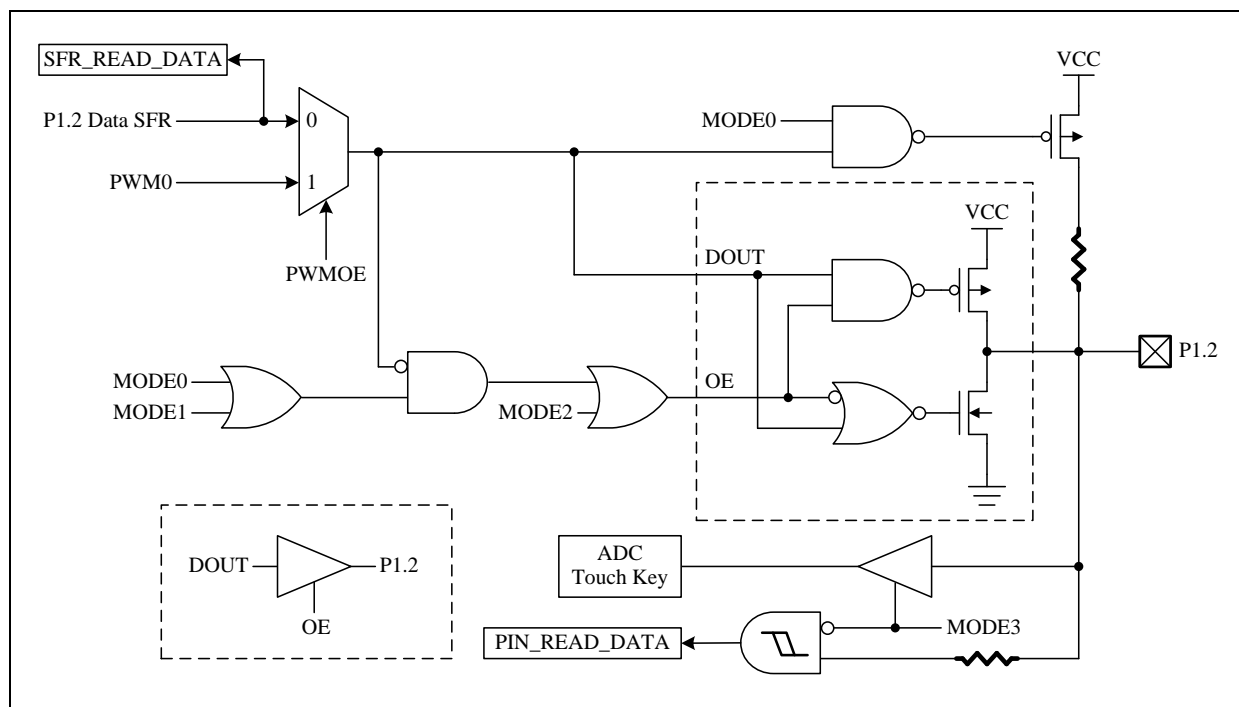 SFR_READ_DATA
VCC
P1.2 Data SFR
0
MODE0
PWM0
1
VCC
DOUT
PWMOE
P1.2
MODE0
MODE1
OE
MODE2
DOUT
P1.2
OE
ADC
Touch Key
MODE3
PIN_READ_DATA